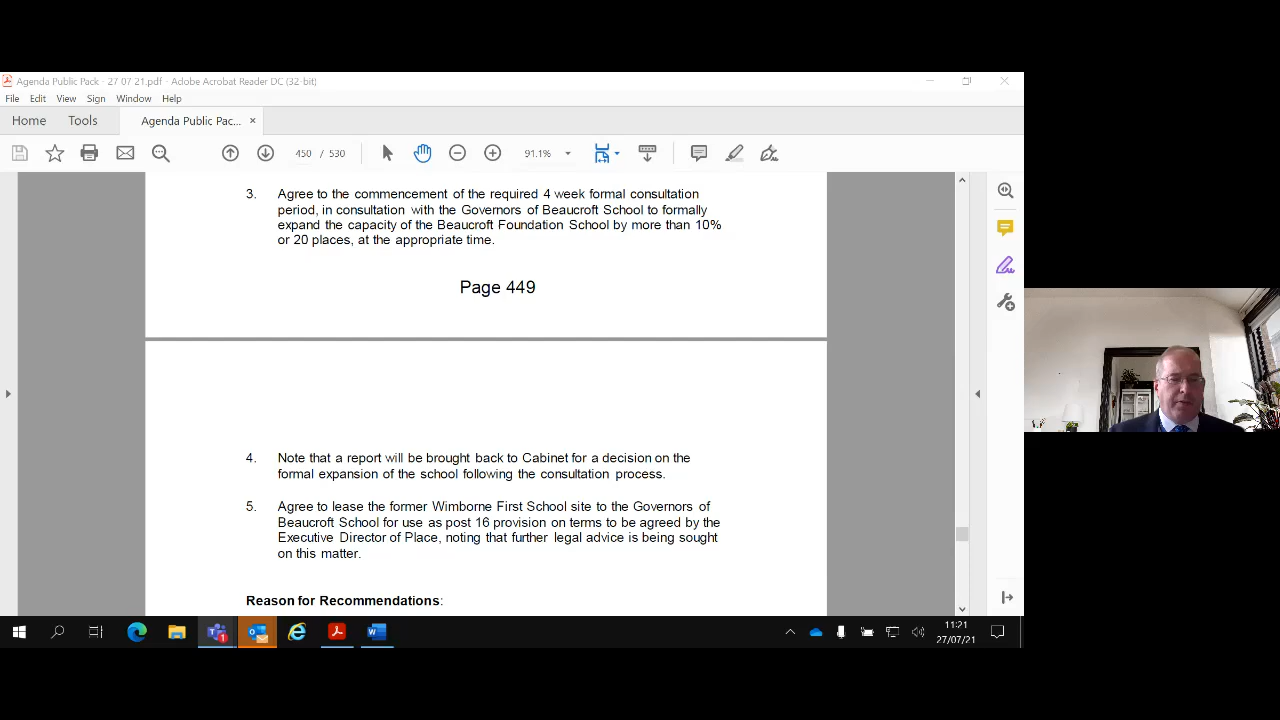 Agenda Public Pack - 27 07 21.pdf - Adobe Acrobat Reader DC (32-bit)
File Edit View Sign Window Help
Home Tools Agenda Public Pac... ×
450 / 530 91.1%
3. Agree to the commencement of the required 4 week formal consultation
period, in consultation with the Governors of Beaucroft School to formally
expand the capacity of the Beaucroft Foundation School by more than 10%
or 20 places, at the appropriate time.
Page 449
4. Note that a report will be brought back to Cabinet for a decision on the
formal expansion of the school following the consultation process.
5. Agree to lease the former Wimborne First School site to the Governors of
Beaucroft School for use as post 16 provision on terms to be agreed by the
Executive Director of Place, noting that further legal advice is being sought
on this matter.
Reason for Recommendations:
11:21
27/07/21